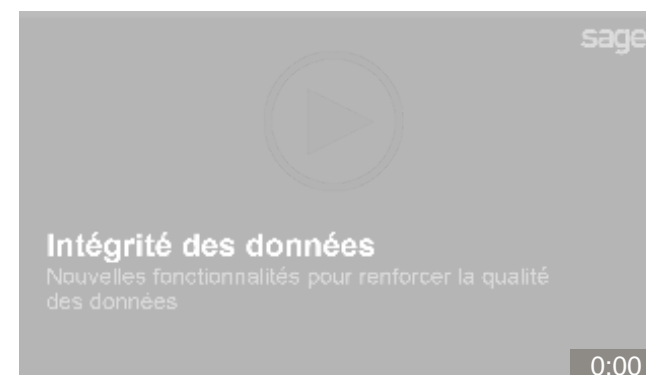 sage
Intégrité des données
Nouvelles fonctionnalités pour renforcer la qualité
des données
0:00